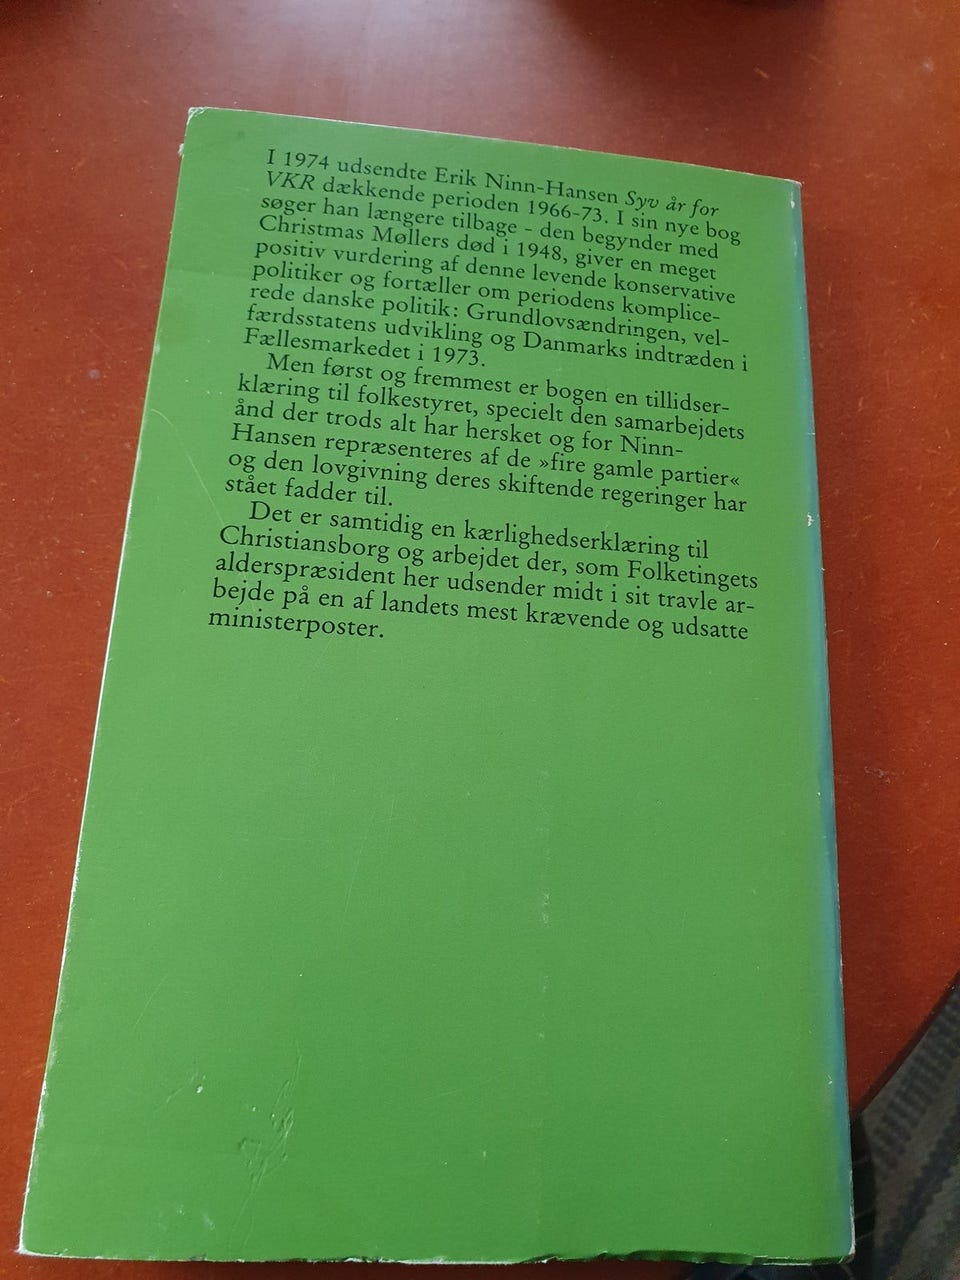 I 1974 udsendte Erik Ninn-Hansen Syv år for
VKR dækkende perioden 1966-73. I sin nye bog
søger han længere tilbage - den begynder med
Christmas Møllers død i 1948, giver en meget
positiv vurdering af denne levende konservative
politiker og fortæller om periodens komplice-
rede danske politik: Grundlovsændringen, vel-
færdsstatens udvikling og Danmarks indtræden i
Fællesmarkedet i 1973.
Men først og fremmest er bogen en tillidser-
klæring til folkestyret, specielt den samarbejdets
ånd der trods alt har hersket og for Ninn-
Hansen repræsenteres af de »fire gamle partier«
og den lovgivning deres skiftende regeringer har
stået fadder til.
Det er samtidig en kærlighedserklæring til
Christiansborg og arbejdet der, som Folketingets
alderspræsident her udsender midt i sit travle ar-
bejde på en af landets mest krævende og udsatte
ministerposter.